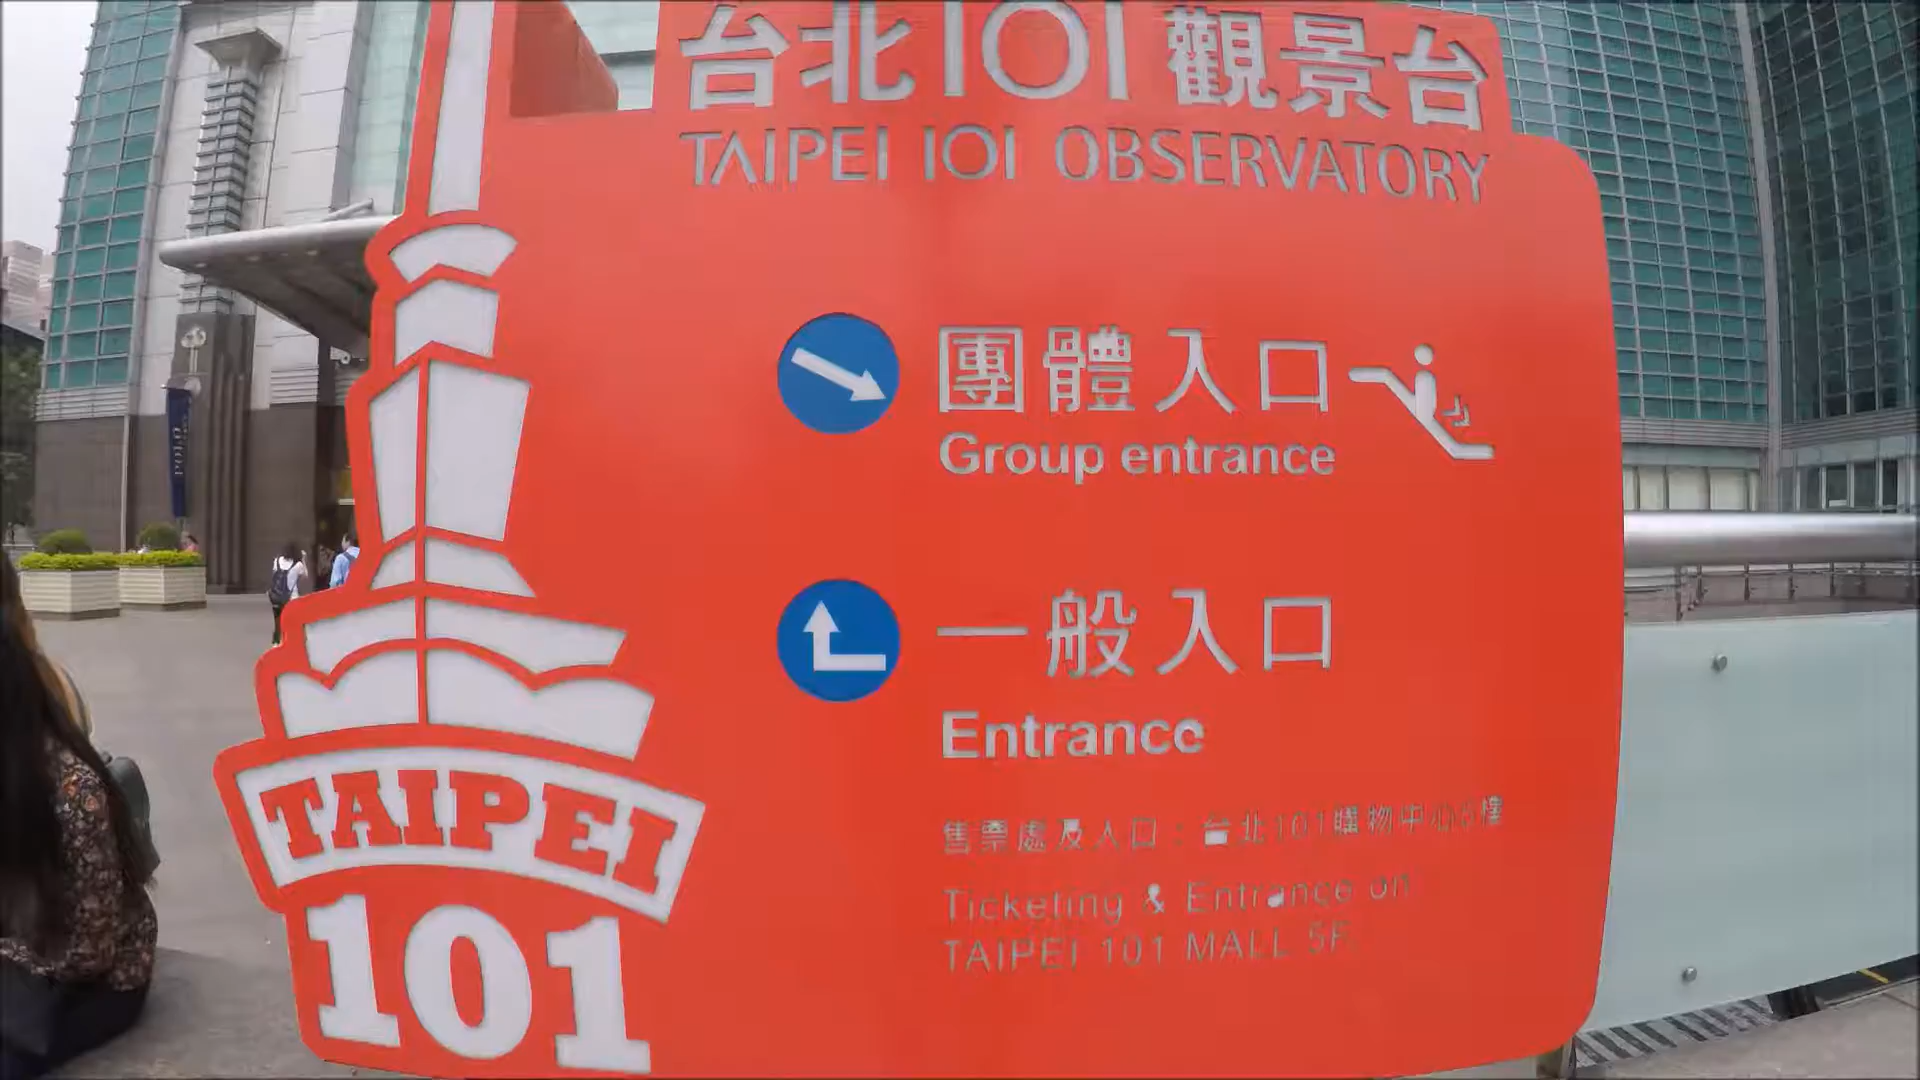 台北101觀景台
TAIPEI 101 OBSERVATORY
團體入口
Group entrance
一般入口
Entrance
售票處及入口：台北101購物中心5樓
Ticketing & Entrance on
TAIPEI 101 MALL 5F
TAIPEI
101
POLO